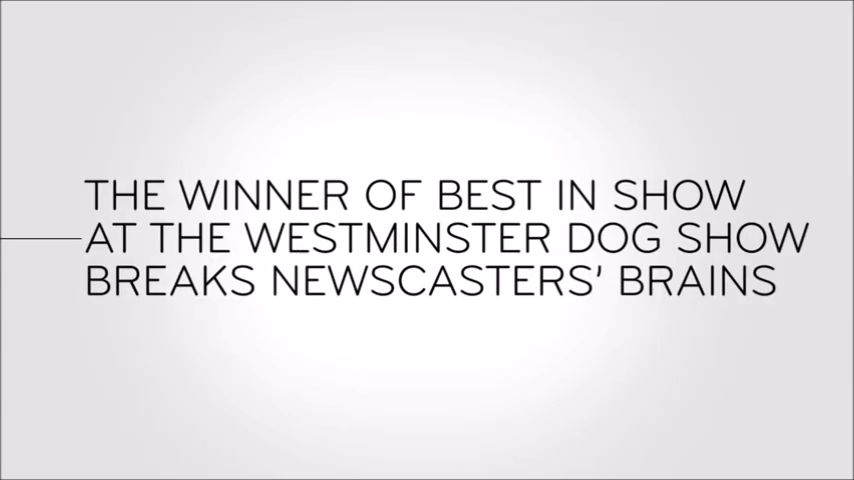 THE WINNER OF BEST IN SHOW
AT THE WESTMINSTER DOG SHOW
BREAKS NEWSCASTERS' BRAINS